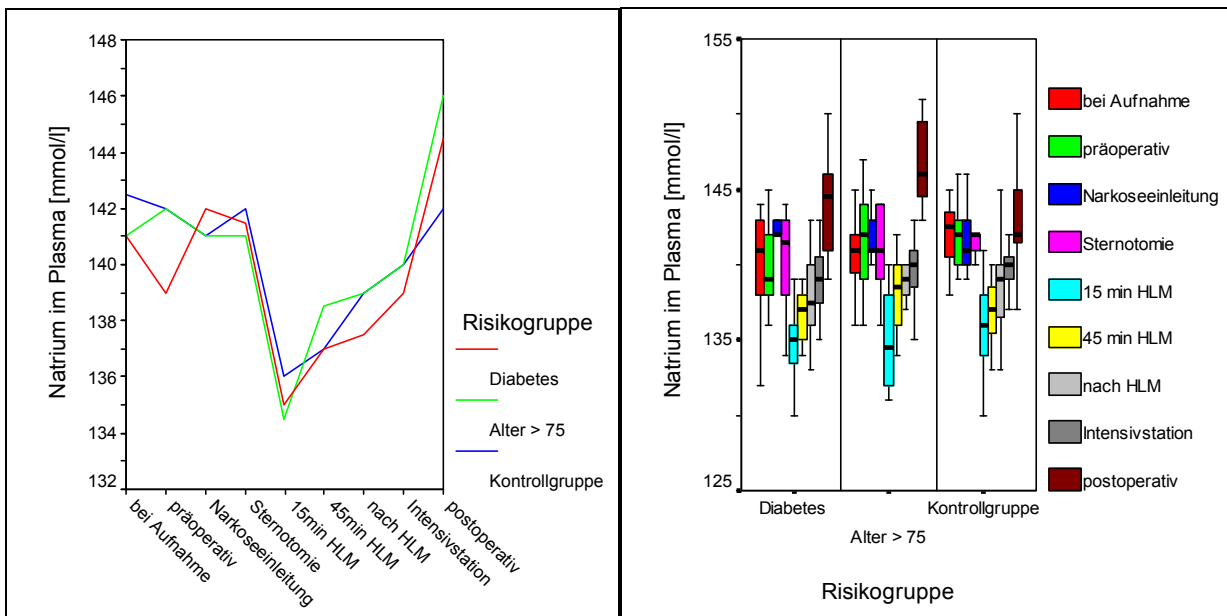 148
146
144
142
140
138
136
134
132
Natrium im Plasma [mmol/l]
bei Aufnahme
präoperativ
Narkoseeinleitung
Sternotomie
15min HLM
45min HLM
nach HLM
Intensivstation
postoperativ
Risikogruppe
Diabetes
Alter > 75
Kontrollgruppe
155
145
135
125
Natrium im Plasma [mmol/l]
Diabetes
Alter > 75
Kontrollgruppe
Risikogruppe
bei Aufnahme
präoperativ
Narkoseeinleitung
Sternotomie
15 min HLM
45 min HLM
nach HLM
Intensivstation
postoperativ